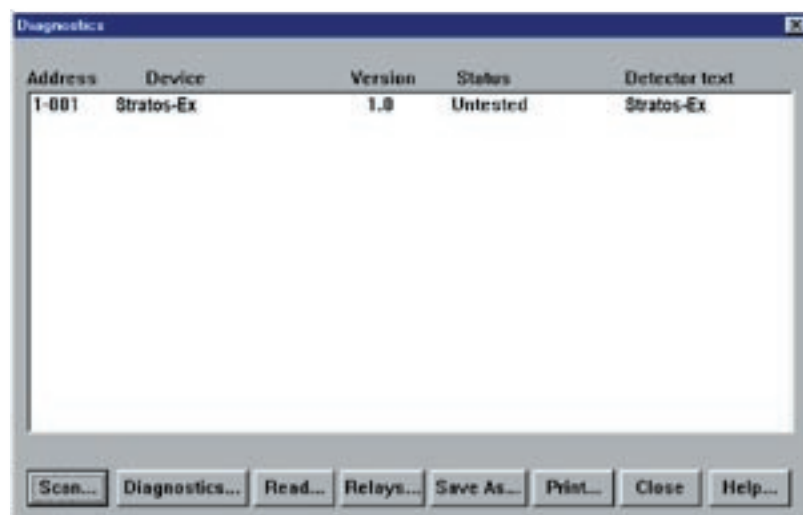 Diagnostics
Address Device Version Status Detector text
1-001 Stratos-Ex 1.0 Untested Stratos-Ex
Scan... Diagnostics... Read... Relays... Save As... Print... Close Help...